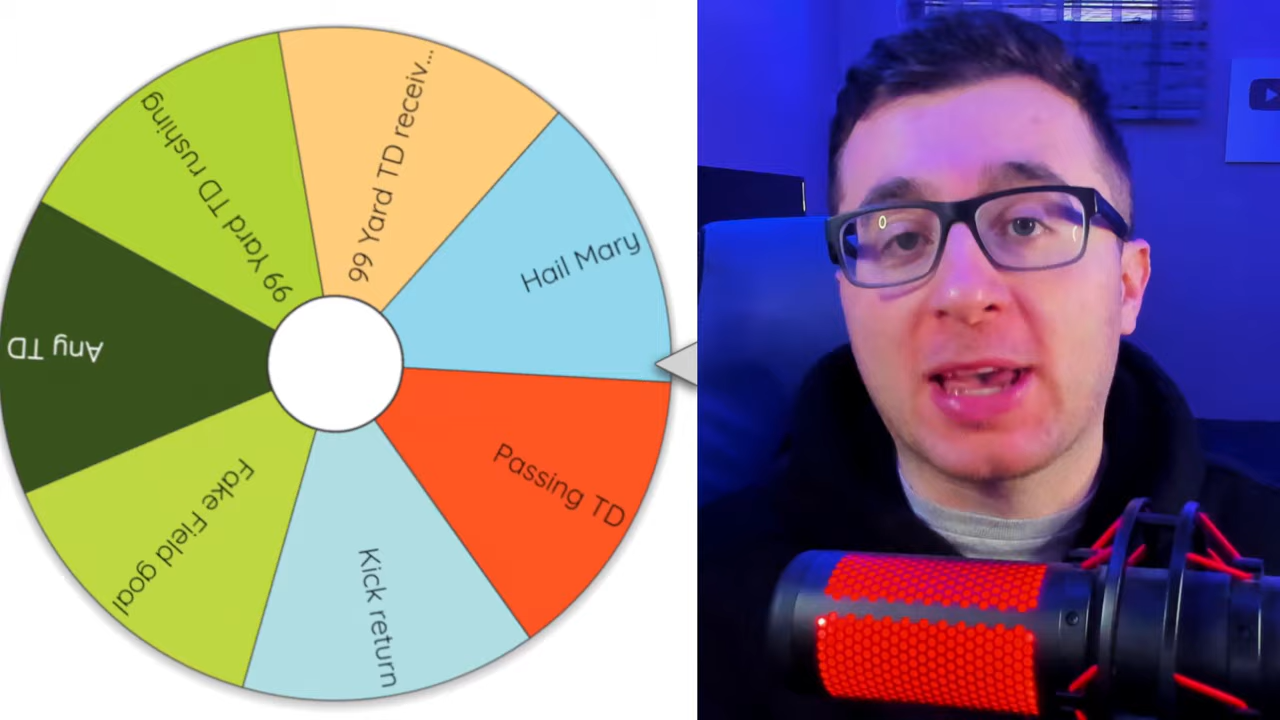 99 Yard TD receiv...
99 Yard TD rushing
Hail Mary
Any TD
Passing TD
Fake Field goal
Kick return